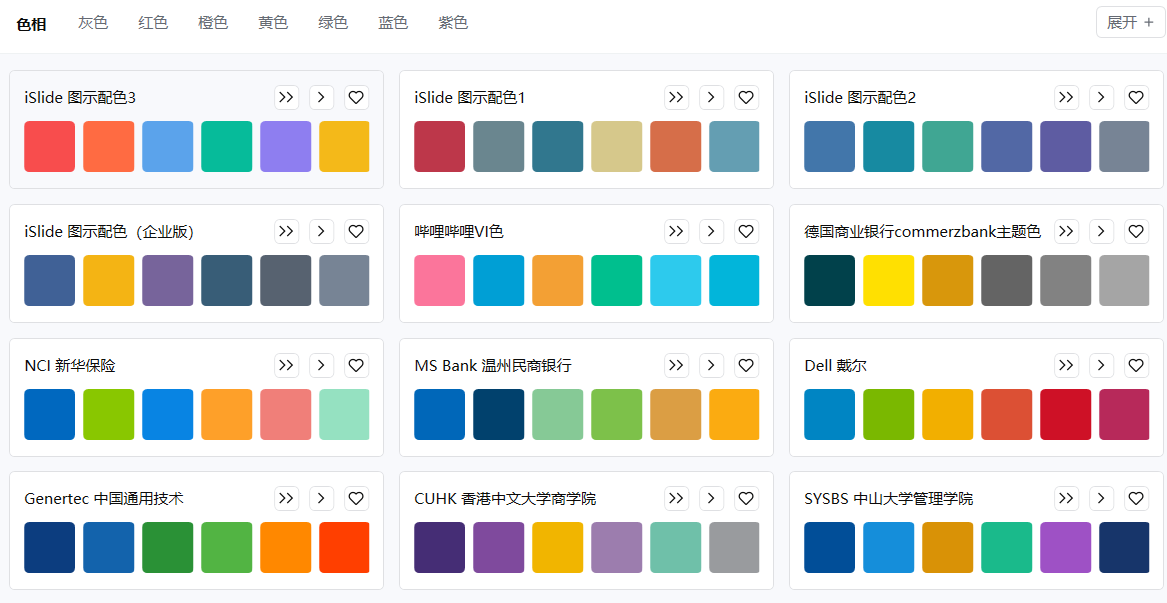 色相 灰色 红色 橙色 黄色 绿色 蓝色 紫色 展开 +
iSlide 图示配色3
iSlide 图示配色1
iSlide 图示配色2
iSlide 图示配色（企业版）
哔哩哔哩VI色
德国商业银行commerzbank主题色
NCI 新华保险
MS Bank 温州民商银行
Dell 戴尔
Genertec 中国通用技术
CUHK 香港中文大学商学院
SYSBS 中山大学管理学院